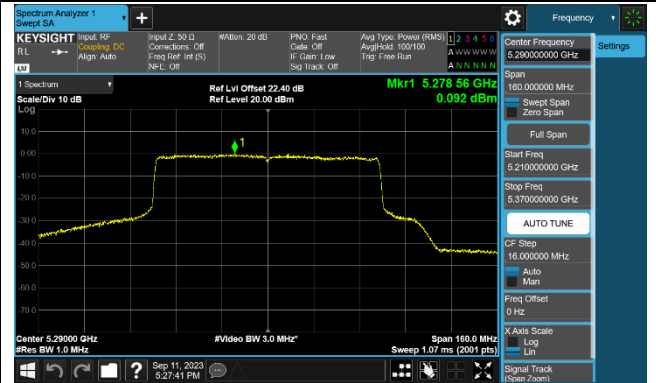 Spectrum Analyzer 1
Swept SA
Frequency
KEYSIGHT
RL
Input: RF
Coupling: DC
Align: Auto
Input Z: 50 Ω
Corrections: Off
Freq Ref: Int (S)
NFE: Off
#Atten: 20 dB
PNO: Fast
Gate: Off
IF Gain: Low
Sig Track: Off
Avg Type: Power (RMS)
Avg|Hold: 100/100
Trig: Free Run
1 2 3 4 5 6
A W W W W W
A N N N N N
LXI
1 Spectrum
Scale/Div 10 dB
Log
Ref Lvl Offset 22.40 dB
Ref Level 20.00 dBm
Mkr1 5.278 56 GHz
0.092 dBm
1
10.0
0.00
-10.0
-20.0
-30.0
-40.0
-50.0
-60.0
-70.0
Center 5.29000 GHz
#Res BW 1.0 MHz
#Video BW 3.0 MHz*
Span 160.0 MHz
Sweep 1.07 ms (2001 pts)
Sep 11, 2023
5:27:41 PM
Center Frequency
5.290000000 GHz
Settings
Span
160.000000 MHz
Swept Span
Zero Span
Full Span
Start Freq
5.210000000 GHz
Stop Freq
5.370000000 GHz
AUTO TUNE
CF Step
16.000000 MHz
Auto
Man
Freq Offset
0 Hz
X Axis Scale
Log
Lin
Signal Track
(Span Zoom)